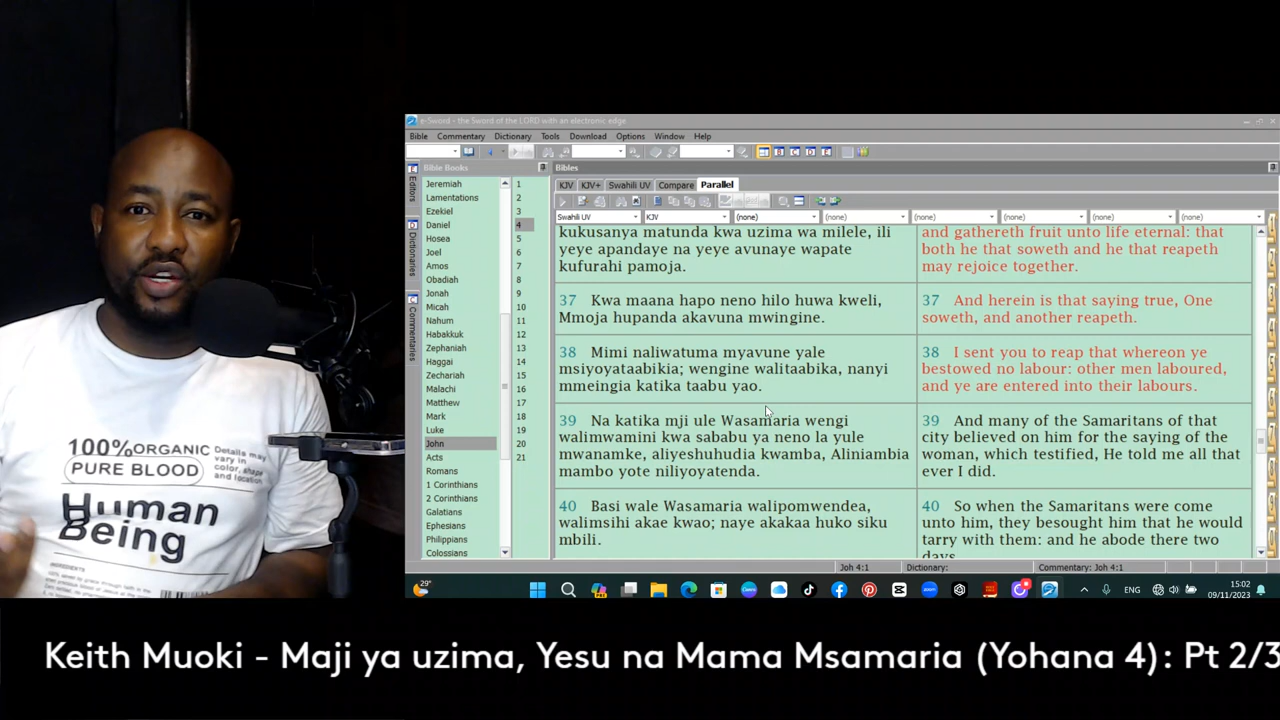 100% ORGANIC
Details may
vary in
color, shape
and location
PURE BLOOD
Human
Being
INGREDIENTS
e-Sword - the Sword of the LORD with an electronic edge
Bible Commentary Dictionary Tools Download Options Window Help
Bible Books
Bibles
Editors
Dictionaries
Commentaries
KJV KJV+ Swahili UV Compare Parallel
Swahili UV KJV (none) (none) (none) (none) (none)
Jeremiah
Lamentations
Ezekiel
Daniel
Hosea
Joel
Amos
Obadiah
Jonah
Micah
Nahum
Habakkuk
Zephaniah
Haggai
Zechariah
Malachi
Matthew
Mark
Luke
John
Acts
Romans
1 Corinthians
2 Corinthians
Galatians
Ephesians
Philippians
Colossians
1
2
3
4
5
6
7
8
9
10
11
12
13
14
15
16
17
18
19
20
21
kukusanya matunda kwa uzima wa milele, ili
yeye apandaye na yeye avunaye wapate
kufurahi pamoja.
37 Kwa maana hapo neno hilo huwa kweli,
Mmoja hupanda akavuna mwingine.
38 Mimi naliwatuma myavune yale
msiyoyataabikia; wengine walitaabika, nanyi
mmeingia katika taabu yao.
39 Na katika mji ule Wasamaria wengi
walimwamini kwa sababu ya neno la yule
mwanamke, aliyeshuhudia kwamba, Aliniambia
mambo yote niliyoyatenda.
40 Basi wale Wasamaria walipomwendea,
walimsihi akae kwao; naye akakaa huko siku
mbili.
and gathereth fruit unto life eternal: that
both he that soweth and he that reapeth
may rejoice together.
37 And herein is that saying true, One
soweth, and another reapeth.
38 I sent you to reap that whereon ye
bestowed no labour: other men laboured,
and ye are entered into their labours.
39 And many of the Samaritans of that
city believed on him for the saying of the
woman, which testified, He told me all that
ever I did.
40 So when the Samaritans were come
unto him, they besought him that he would
tarry with them: and he abode there two
days
Joh 4:1 Dictionary: Commentary: Joh 4:1
29°
ENG
15:02
09/11/2023
Keith Muoki - Maji ya uzima, Yesu na Mama Msamaria (Yohana 4): Pt 2/3